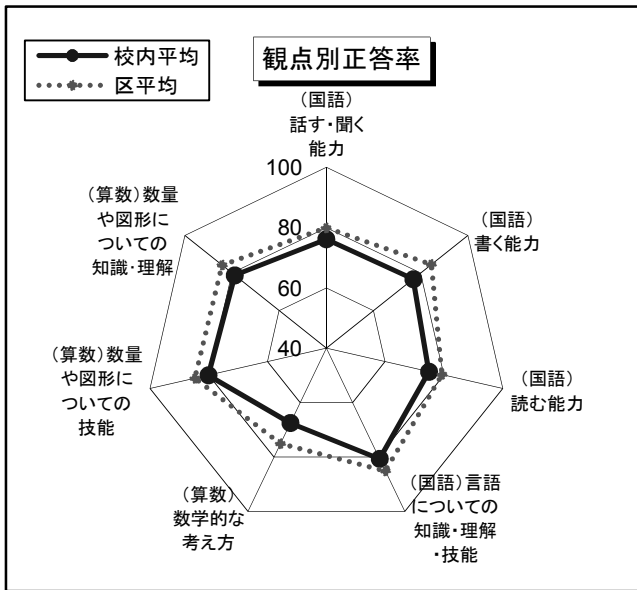 観点別正答率
校内平均
区平均
(国語)
話す・聞く
能力
(国語)
書く能力
(国語)
読む能力
(国語)言語
についての
知識・理解
・技能
(算数)
数学的な
考え方
(算数)数量
や図形に
ついての
技能
(算数)数量
や図形に
ついての
知識・理解
100
80
60
40